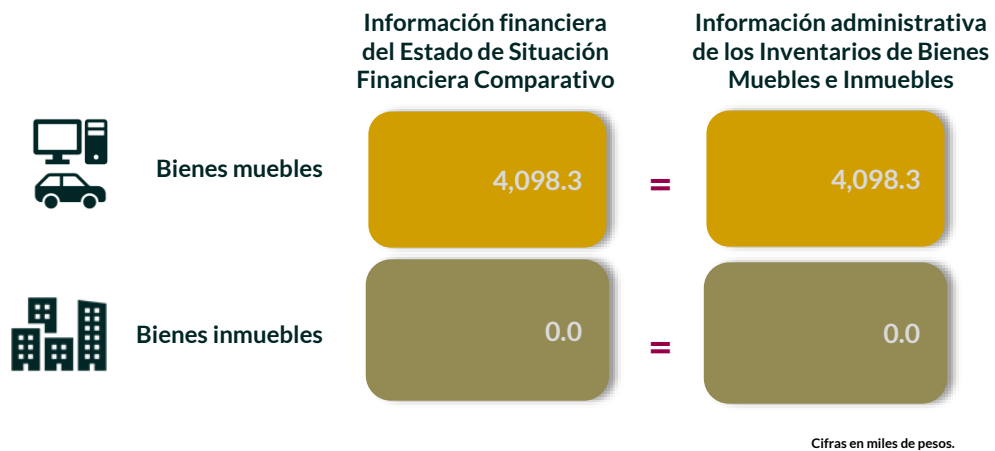 Información financiera
del Estado de Situación
Financiera Comparativo
Información administrativa
de los Inventarios de Bienes
Muebles e Inmuebles
Bienes muebles
4,098.3
=
4,098.3
Bienes inmuebles
0.0
=
0.0
Cifras en miles de pesos.